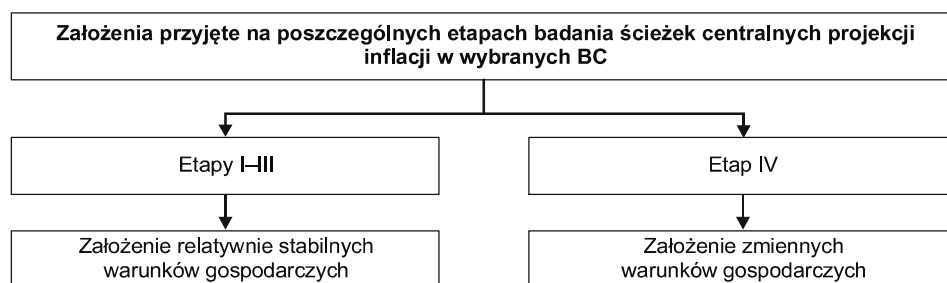 Założenia przyjęte na poszczególnych etapach badania ścieżek centralnych projekcji
inflacji w wybranych BC
Etapy I–III
Etap IV
Założenie relatywnie stabilnych
warunków gospodarczych
Założenie zmiennych
warunków gospodarczych